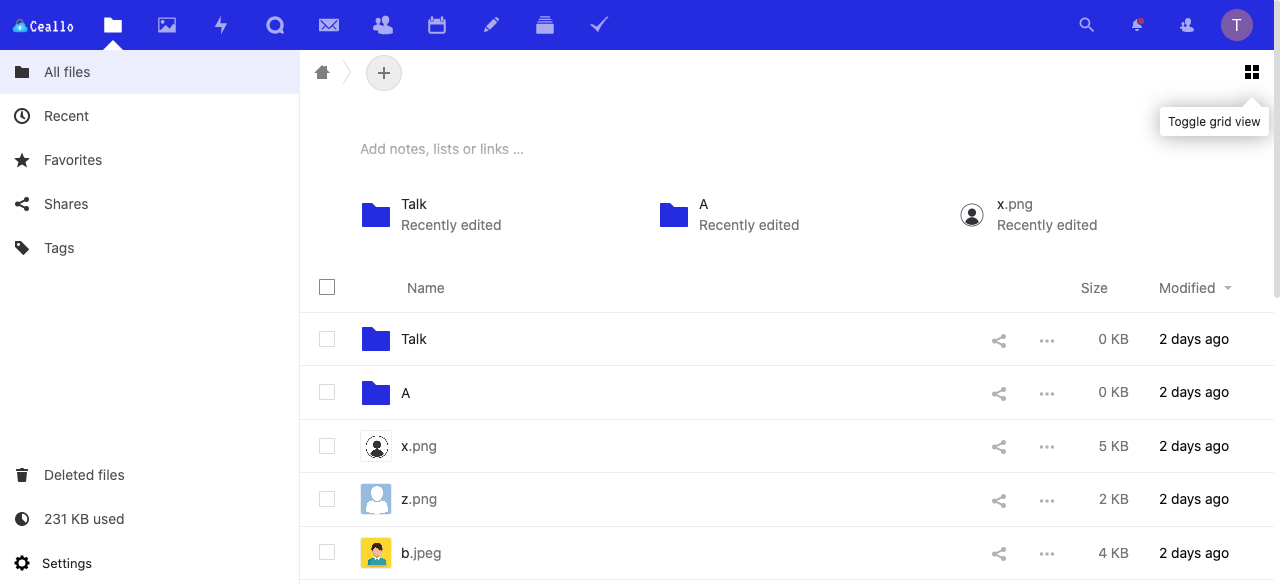 Ceallo
T
All files
Recent
Favorites
Shares
Tags
Deleted files
231 KB used
Settings
Toggle grid view
Add notes, lists or links ...
Talk
Recently edited
A
Recently edited
x.png
Recently edited
Name Size Modified
Talk 0 KB 2 days ago
A 0 KB 2 days ago
x.png 5 KB 2 days ago
z.png 2 KB 2 days ago
b.jpeg 4 KB 2 days ago